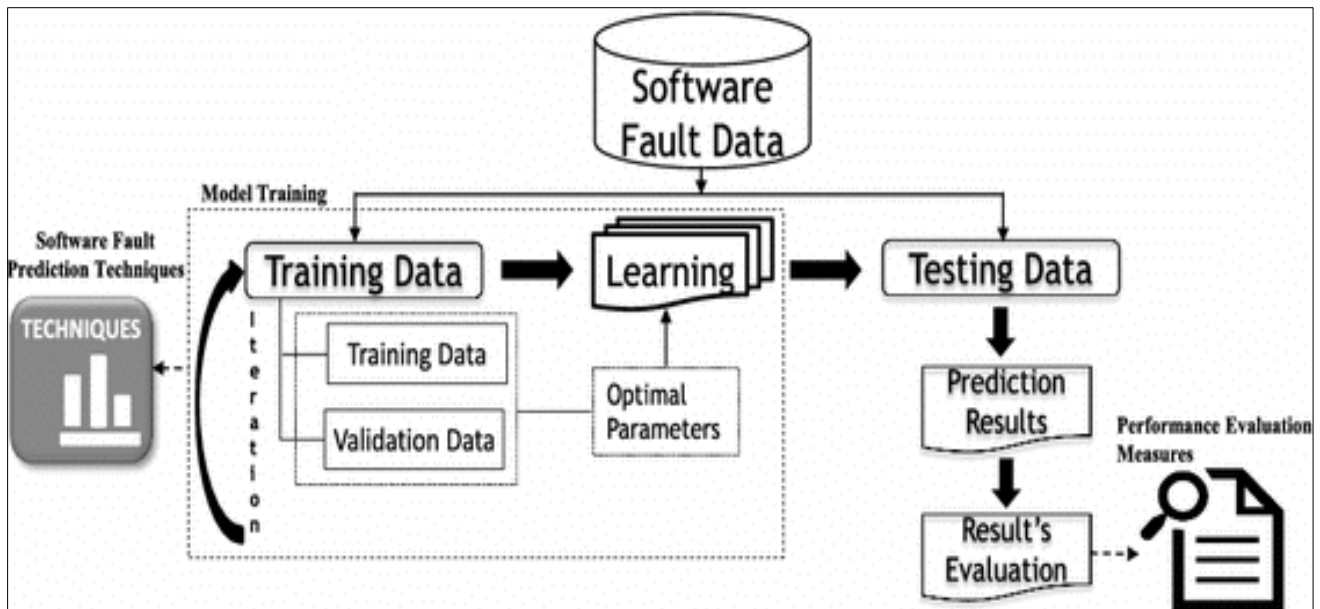 Software
Fault Data
Model Training
Software Fault
Prediction Techniques
TECHNIQUES
Training Data
Learning
Testing Data
Iteration
Training Data
Validation Data
Optimal
Parameters
Prediction
Results
Performance Evaluation
Measures
Result's
Evaluation